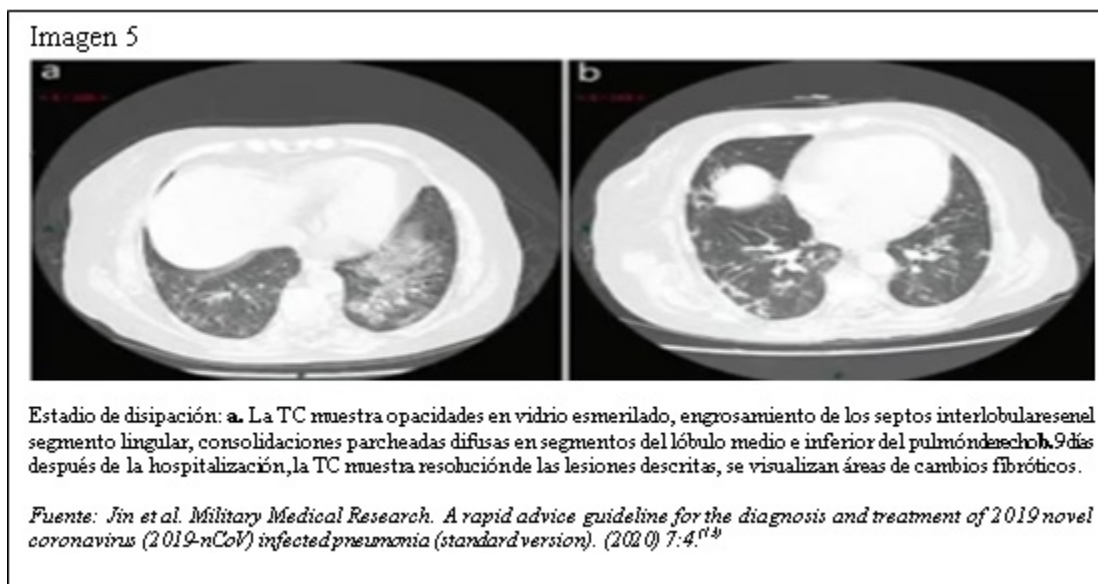 Imagen 5
a
b
Estadio de disipación: a. La TC muestra opacidades en vidrio esmerilado, engrosamiento de los septos interlobularesenel
segmento lingular, consolidaciones parcheadas difusas en segmentos del lóbulo medio e inferior del pulmónderechob.9días
después de la hospitalización,la TC muestra resolución de las lesiones descritas, se visualizan áreas de cambios fibróticos.
Fuente: Jin et al. Military Medical Research. A rapid advice guideline for the diagnosis and treatment of 2019 novel
coronavirus (2019-nCoV) infected pneumonia (standard version). (2020) 7:4.